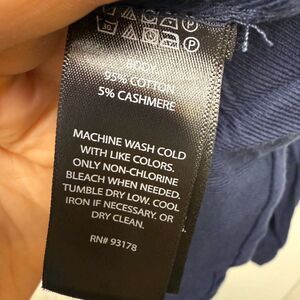 BODY
95% COTTON
5% CASHMERE
MACHINE WASH COLD
WITH LIKE COLORS.
ONLY NON-CHLORINE
BLEACH WHEN NEEDED.
TUMBLE DRY LOW. COOL
IRON IF NECESSARY. OR
DRY CLEAN.
RN# 93178